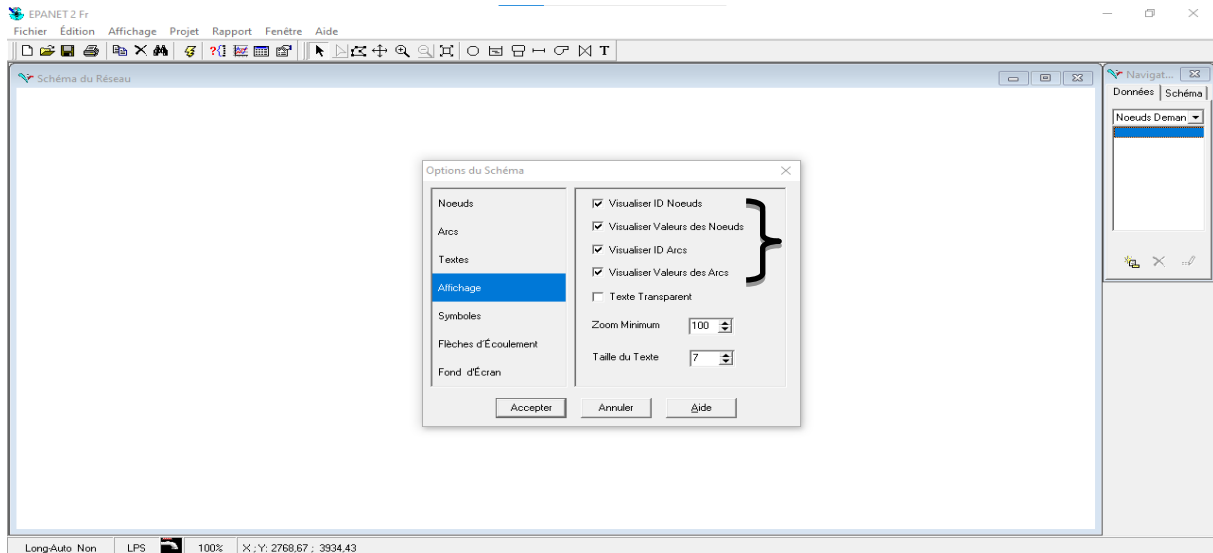 EPANET 2 Fr
Fichier Édition Affichage Projet Rapport Fenêtre Aide
T
Schéma du Réseau
Navigat...
Données Schéma
Noeuds Deman
Options du Schéma
Noeuds
Arcs
Textes
Affichage
Symboles
Flèches d'Écoulement
Fond d'Écran
Visualiser ID Noeuds
Visualiser Valeurs des Noeuds
Visualiser ID Arcs
Visualiser Valeurs des Arcs
Texte Transparent
Zoom Minimum 100
Taille du Texte 7
Accepter Annuler Aide
Long-Auto Non LPS 100% X ; Y: 2768,67 ; 3934,43